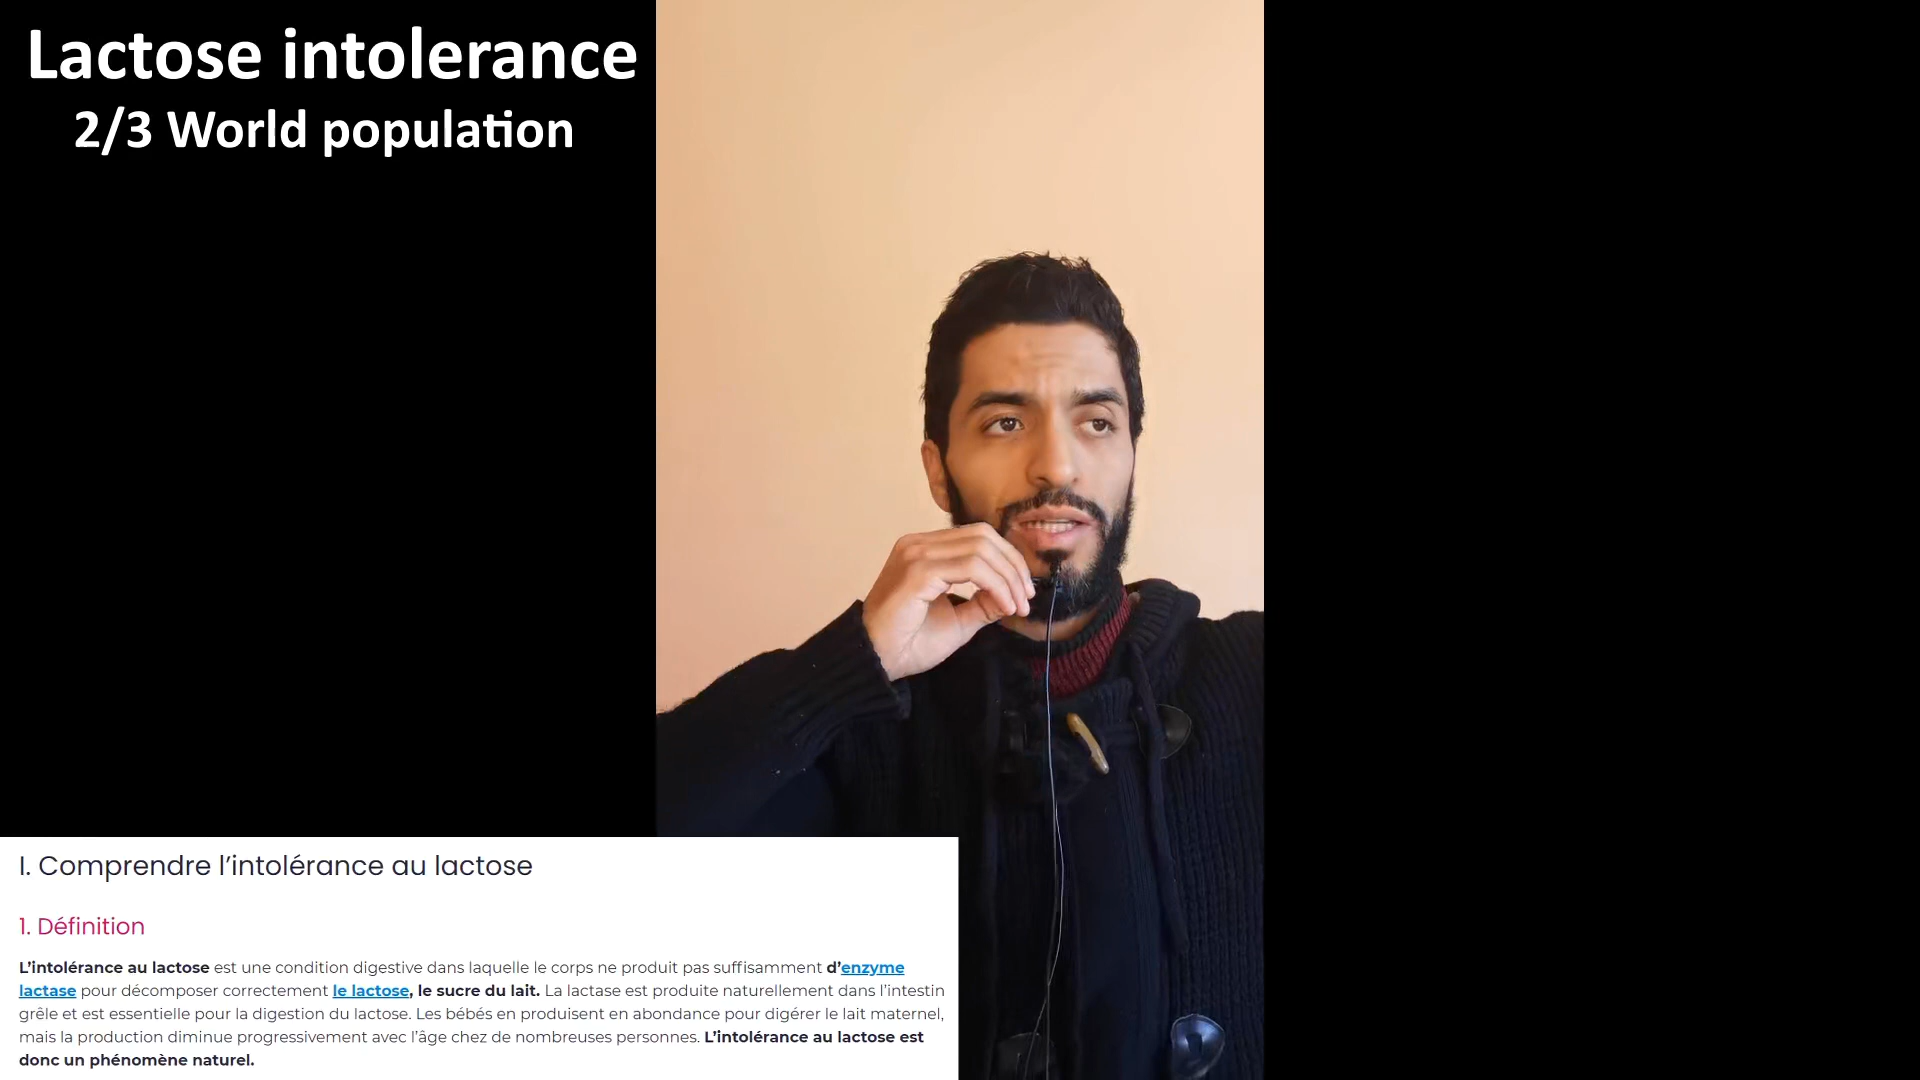 Lactose intolerance
2/3 World population
I. Comprendre l’intolérance au lactose
1. Définition
L’intolérance au lactose est une condition digestive dans laquelle le corps ne produit pas suffisamment d’enzyme
lactase pour décomposer correctement le lactose, le sucre du lait. La lactase est produite naturellement dans l’intestin
grêle et est essentielle pour la digestion du lactose. Les bébés en produisent en abondance pour digérer le lait maternel,
mais la production diminue progressivement avec l’âge chez de nombreuses personnes. L’intolérance au lactose est
donc un phénomène naturel.